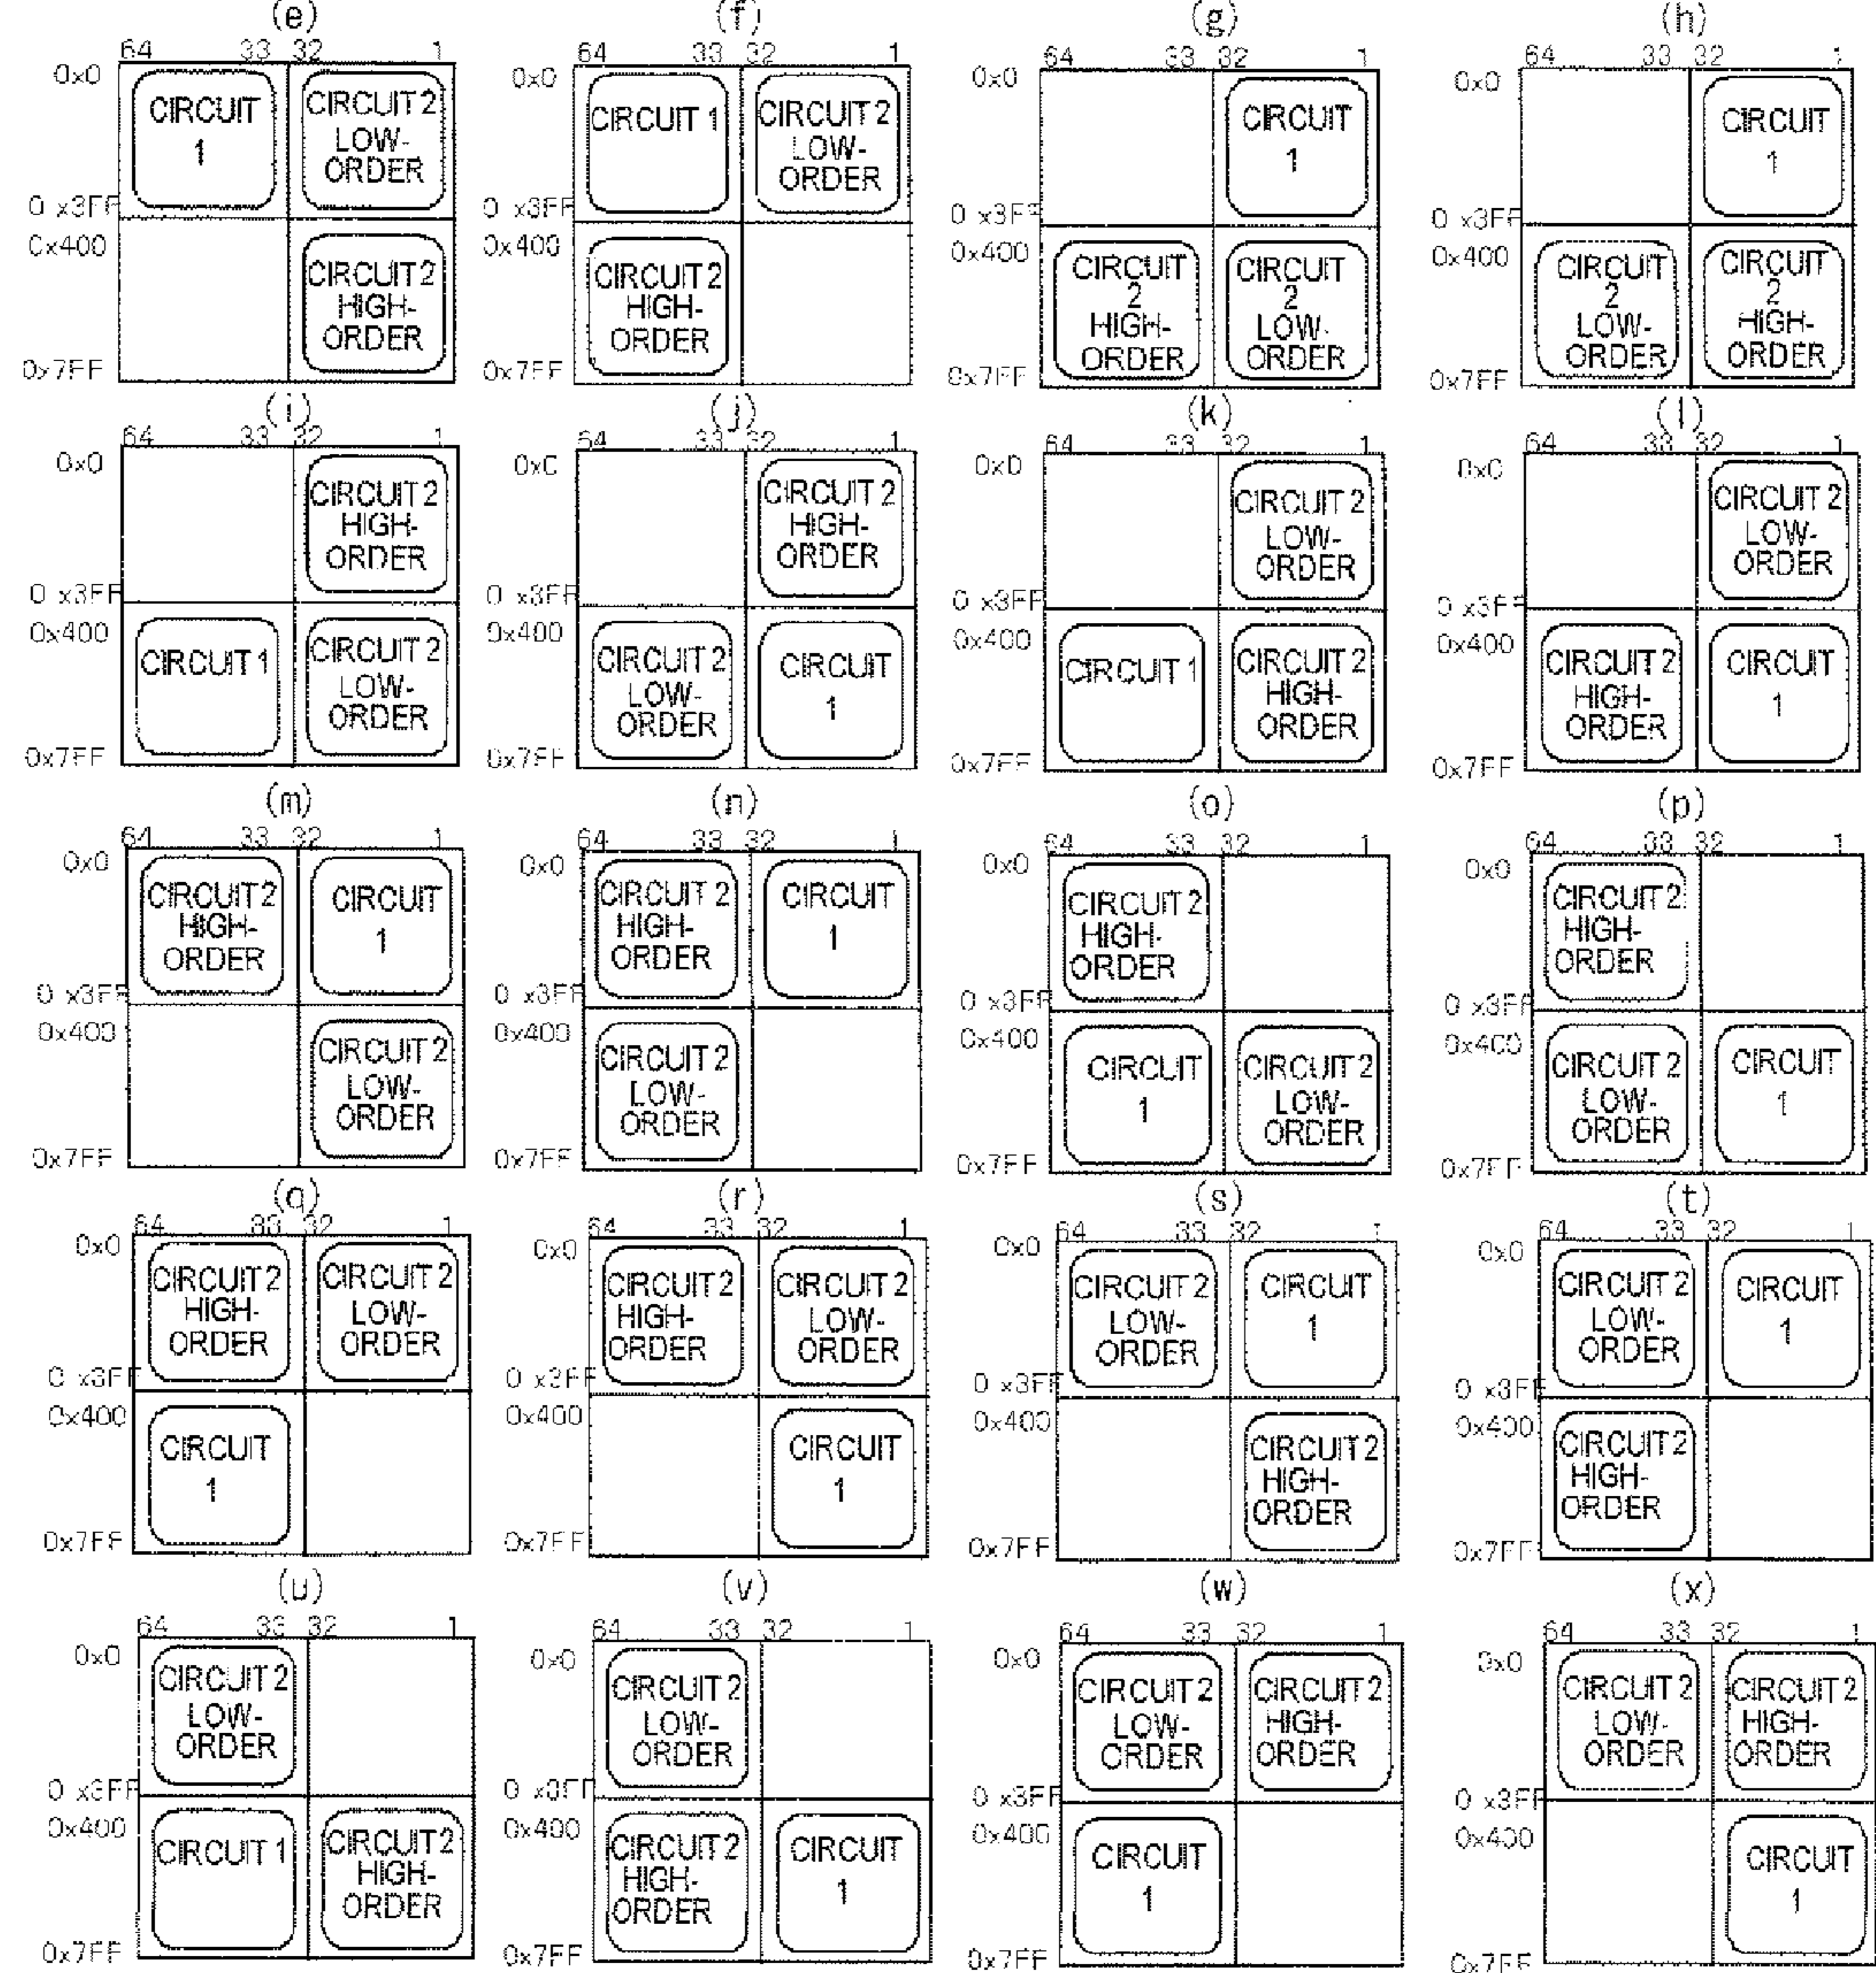 (e)
64 33 32 1
0x0
CIRCUIT
1
CIRCUIT 2
LOW-
ORDER
0 x3FF
0x400
CIRCUIT 2
HIGH-
ORDER
0x7FF
(f)
64 33 32 1
0x0
CIRCUIT 1
CIRCUIT 2
LOW-
ORDER
0 x3FF
0x400
CIRCUIT 2
HIGH-
ORDER
0x7FF
(g)
64 33 32 1
0x0
CIRCUIT
1
0 x3FF
0x400
CIRCUIT
2
HIGH-
ORDER
CIRCUIT
2
LOW-
ORDER
0x7FF
(h)
64 33 32 1
0x0
CIRCUIT
1
0 x3FF
0x400
CIRCUIT
2
LOW-
ORDER
CIRCUIT
2
HIGH-
ORDER
0x7FF
(i)
64 33 32 1
0x0
CIRCUIT 2
HIGH-
ORDER
0 x3FF
0x400
CIRCUIT 1
CIRCUIT 2
LOW-
ORDER
0x7FF
(j)
64 33 32 1
0x0
CIRCUIT 2
HIGH-
ORDER
0 x3FF
0x400
CIRCUIT 2
LOW-
ORDER
CIRCUIT
1
0x7FF
(k)
64 33 32 1
0x0
CIRCUIT 2
LOW-
ORDER
0 x3FF
0x400
CIRCUIT 1
CIRCUIT 2
HIGH-
ORDER
0x7FF
(l)
64 33 32 1
0x0
CIRCUIT 2
LOW-
ORDER
0 x3FF
0x400
CIRCUIT 2
HIGH-
ORDER
CIRCUIT
1
0x7FF
(m)
64 33 32 1
0x0
CIRCUIT 2
HIGH-
ORDER
CIRCUIT
1
0 x3FF
0x400
CIRCUIT 2
LOW-
ORDER
0x7FF
(n)
64 33 32 1
0x0
CIRCUIT 2
HIGH-
ORDER
CIRCUIT
1
0 x3FF
0x400
CIRCUIT 2
LOW-
ORDER
0x7FF
(o)
64 33 32 1
0x0
CIRCUIT 2
HIGH-
ORDER
0 x3FF
0x400
CIRCUIT
1
CIRCUIT 2
LOW-
ORDER
0x7FF
(p)
64 33 32 1
0x0
CIRCUIT 2
HIGH-
ORDER
0 x3FF
0x400
CIRCUIT 2
LOW-
ORDER
CIRCUIT
1
0x7FF
(q)
64 33 32 1
0x0
CIRCUIT 2
HIGH-
ORDER
CIRCUIT 2
LOW-
ORDER
0 x3FF
0x400
CIRCUIT
1
0x7FF
(r)
64 33 32 1
0x0
CIRCUIT 2
HIGH-
ORDER
CIRCUIT 2
LOW-
ORDER
0 x3FF
0x400
CIRCUIT
1
0x7FF
(s)
64 33 32 1
0x0
CIRCUIT 2
LOW-
ORDER
CIRCUIT
1
0 x3FF
0x400
CIRCUIT 2
HIGH-
ORDER
0x7FF
(t)
64 33 32 1
0x0
CIRCUIT 2
LOW-
ORDER
CIRCUIT
1
0 x3FF
0x400
CIRCUIT 2
HIGH-
ORDER
0x7FF
(u)
64 33 32 1
0x0
CIRCUIT 2
LOW-
ORDER
0 x3FF
0x400
CIRCUIT 1
CIRCUIT 2
HIGH-
ORDER
0x7FF
(v)
64 33 32 1
0x0
CIRCUIT 2
LOW-
ORDER
0 x3FF
0x400
CIRCUIT 2
HIGH-
ORDER
CIRCUIT
1
0x7FF
(w)
64 33 32 1
0x0
CIRCUIT 2
LOW-
ORDER
CIRCUIT 2
HIGH-
ORDER
0 x3FF
0x400
CIRCUIT
1
0x7FF
(x)
64 33 32 1
0x0
CIRCUIT 2
LOW-
ORDER
CIRCUIT 2
HIGH-
ORDER
0 x3FF
0x400
CIRCUIT
1
0x7FF